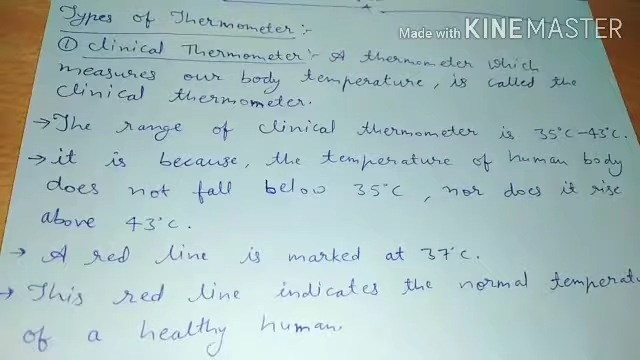 Types of Thermometer:-
Made with KINEMASTER
① Clinical Thermometer:- A thermometer which
measures our body temperature, is called the
clinical thermometer.
→ The range of clinical thermometer is 35°C-43°C.
→ it is because, the temperature of human body
does not fall below 35°C, nor does it rise
above 43°C.
→ A red line is marked at 37°C.
→ This red line indicates the normal temperat
of a healthy human.